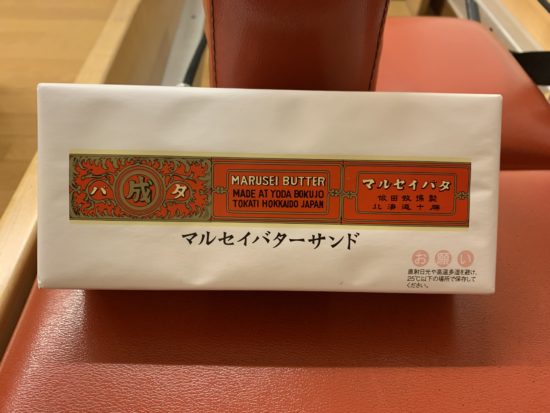 バ 成 タ
MARUSEI BUTTER
MADE AT YODA BOKUJO
TOKATI HOKKAIDO JAPAN
マルセイバタ
依田牧場製
北海道十勝
マルセイバターサンド
お願い
直射日光や高温多湿を避け、
25℃以下の場所で保存して
ください。